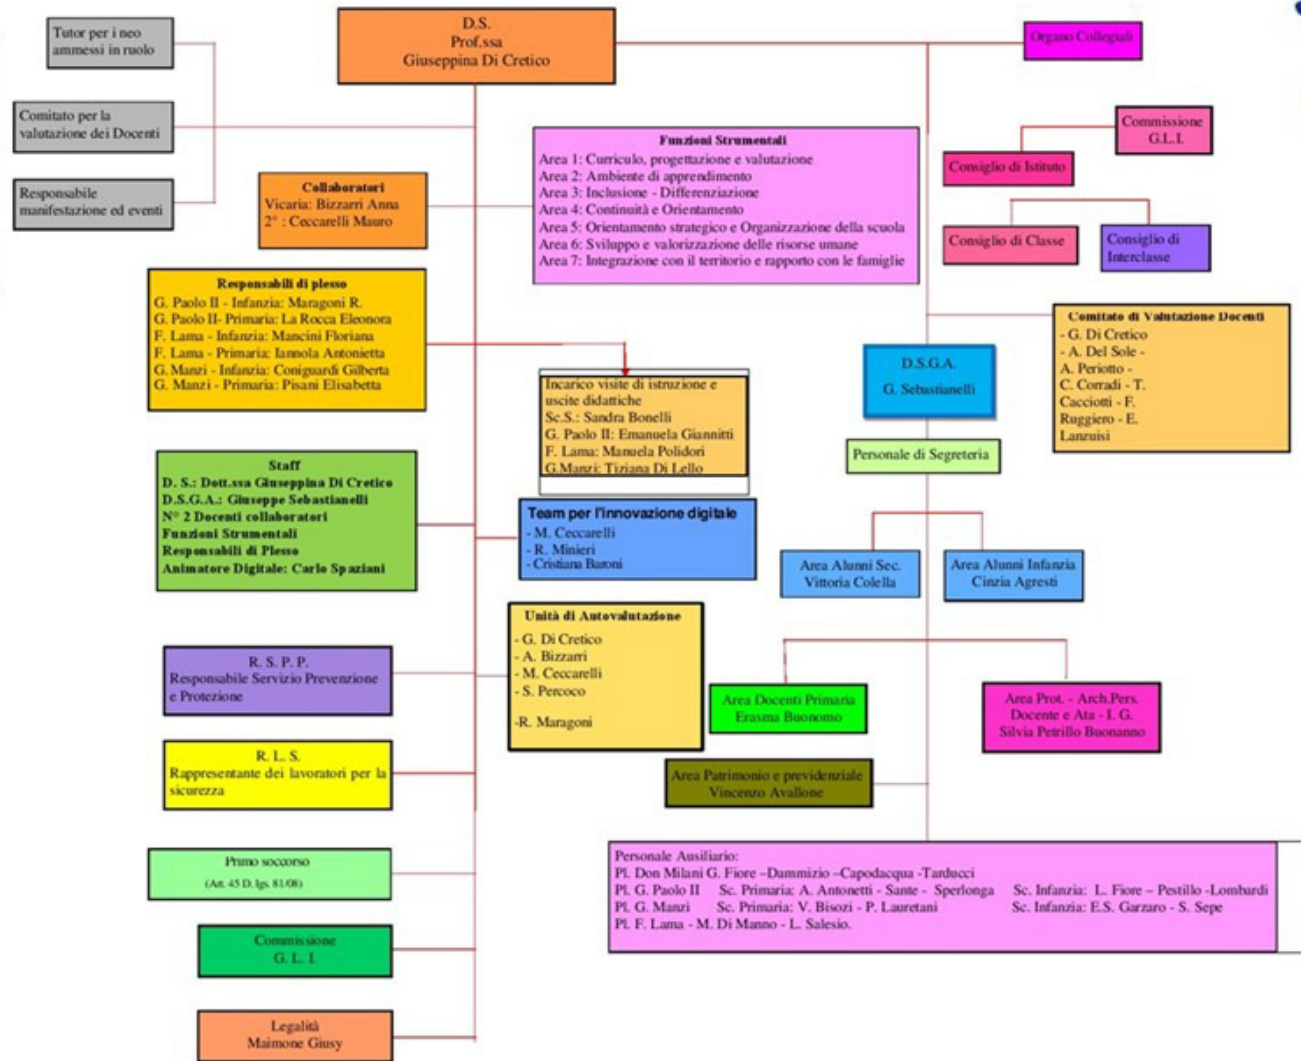 D.S.
Prof.ssa
Giuseppina Di Cretico
Tutor per i neo
ammessi in ruolo
Comitato per la
valutazione dei Docenti
Responsabile
manifestazione ed eventi
Organo Collegiali
Commissione
G.L.I.
Consiglio di Istituto
Consiglio di Classe
Consiglio di
Interclasse
Collaboratori
Vicaria: Bizzarri Anna
2° : Ceccarelli Mauro
Funzioni Strumentali
Area 1: Curriculo, progettazione e valutazione
Area 2: Ambiente di apprendimento
Area 3: Inclusione - Differenziazione
Area 4: Continuità e Orientamento
Area 5: Orientamento strategico e Organizzazione della scuola
Area 6: Sviluppo e valorizzazione delle risorse umane
Area 7: Integrazione con il territorio e rapporto con le famiglie
Responsabili di plesso
G. Paolo II - Infanzia: Maragoni R.
G. Paolo II- Primaria: La Rocca Eleonora
F. Lama - Infanzia: Mancini Floriana
F. Lama - Primaria: Iannola Antonietta
G. Manzi - Infanzia: Coniguardi Gilberta
G. Manzi - Primaria: Pisani Elisabetta
Incarico visite di istruzione e
uscite didattiche
Sc.S.: Sandra Bonelli
G. Paolo II: Emanuela Giannitti
F. Lama: Manuela Polidori
G.Manzi: Tiziana Di Lello
Comitato di Valutazione Docenti
- G. Di Cretico
- A. Del Sole -
A. Periotto -
C. Corradi - T.
Cacciotti - F.
Ruggiero - E.
Lanzuisi
D.S.G.A.
G. Sebastianelli
Personale di Segreteria
Staff
D. S.: Dott.ssa Giuseppina Di Cretico
D.S.G.A.: Giuseppe Sebastianelli
N° 2 Docenti collaboratori
Funzioni Strumentali
Responsabili di Plesso
Animatore Digitale: Carlo Spaziani
Team per l'innovazione digitale
- M. Ceccarelli
- R. Minieri
- Cristiana Baroni
Area Alunni Sec.
Vittoria Colella
Area Alunni Infanzia
Cinzia Agresti
Unità di Autovalutazione
- G. Di Cretico
- A. Bizzarri
- M. Ceccarelli
- S. Percoco
-R. Maragoni
R. S. P. P.
Responsabile Servizio Prevenzione
e Protezione
Area Docenti Primaria
Erasma Buonomo
Area Prot. - Arch.Pers.
Docente e Ata - I. G.
Silvia Petrillo Buonanno
R. L. S.
Rappresentante dei lavoratori per la
sicurezza
Area Patrimonio e previdenziale
Vincenzo Avallone
Primo soccorso
(Art. 45 D. lgs. 81/08)
Personale Ausiliario:
Pl. Don Milani G. Fiore –Dammizio –Capodacqua -Tarducci
Pl. G. Paolo II Sc. Primaria: A. Antonetti - Sante - Sperlonga Sc. Infanzia: L. Fiore – Pestillo -Lombardi
Pl. G. Manzi Sc. Primaria: V. Bisozi - P. Lauretani Sc. Infanzia: E.S. Garzaro - S. Sepe
Pl. F. Lama - M. Di Manno - L. Salesio.
Commissione
G. L. I.
Legalità
Maimone Giusy